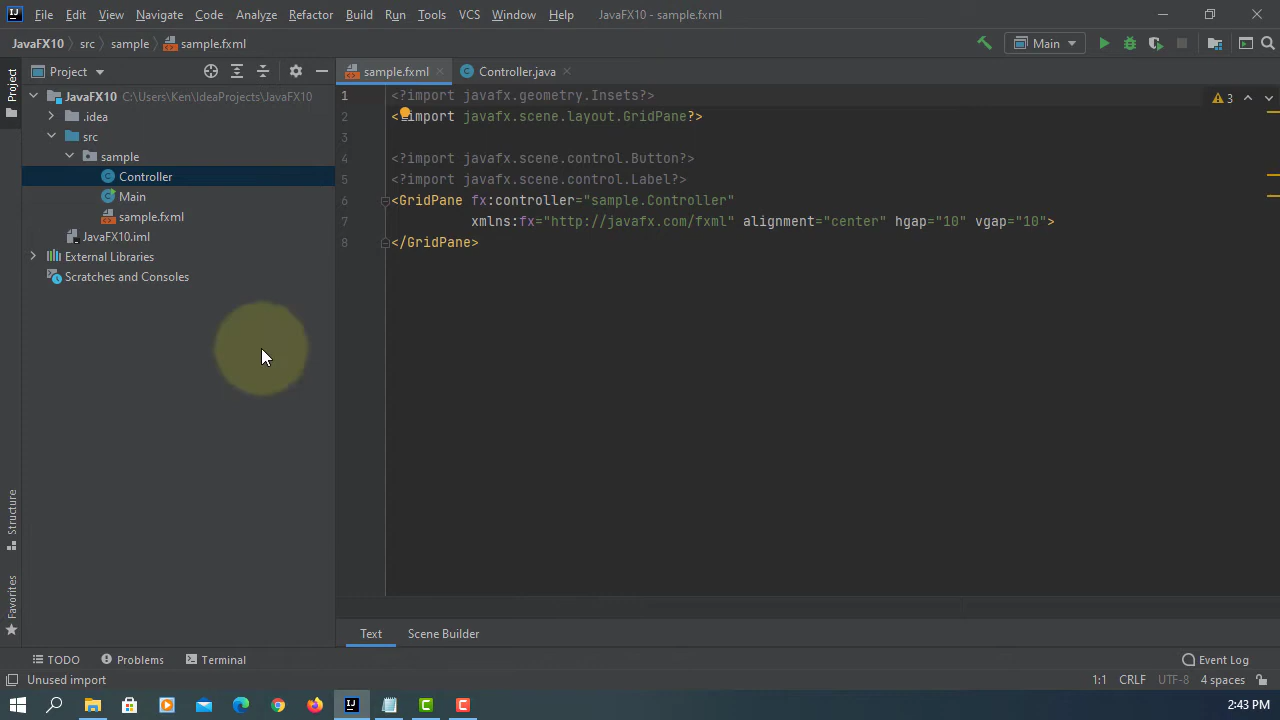 File Edit View Navigate Code Analyze Refactor Build Run Tools VCS Window Help JavaFX10 - sample.fxml
JavaFX10 src sample sample.fxml Main
Project
Project
sample.fxml Controller.java
JavaFX10 C:\Users\Ken\IdeaProjects\JavaFX10
.idea
src
sample
Controller
Main
sample.fxml
JavaFX10.iml
External Libraries
Scratches and Consoles
1 <?import javafx.geometry.Insets?>
2 <?import javafx.scene.layout.GridPane?>
3
4 <?import javafx.scene.control.Button?>
5 <?import javafx.scene.control.Label?>
6 <GridPane fx:controller="sample.Controller"
7 xmlns:fx="http://javafx.com/fxml" alignment="center" hgap="10" vgap="10">
8 </GridPane>
3
Structure
Favorites
Text Scene Builder
TODO Problems Terminal Event Log
Unused import 1:1 CRLF UTF-8 4 spaces
2:43 PM